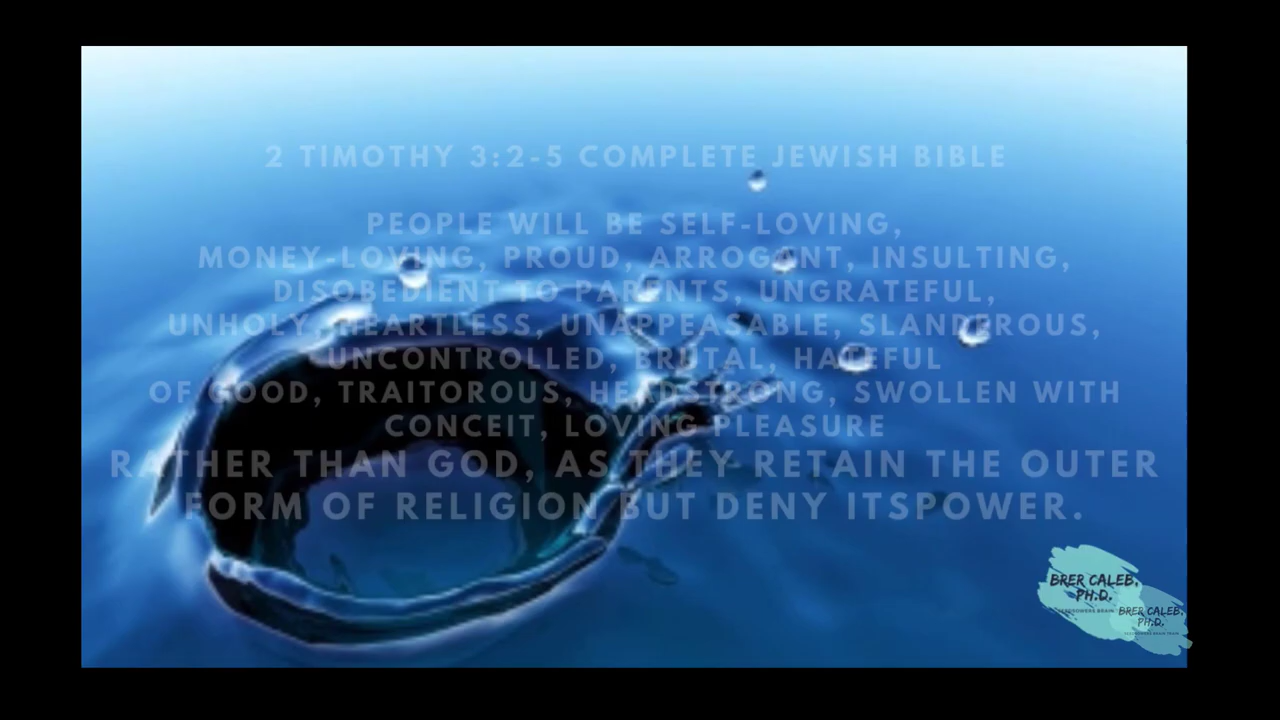 2 TIMOTHY 3:2-5 COMPLETE JEWISH BIBLE
PEOPLE WILL BE SELF-LOVING,
MONEY-LOVING, PROUD, ARROGANT, INSULTING,
DISOBEDIENT TO PARENTS, UNGRATEFUL,
UNHOLY, HEARTLESS, UNAPPEASABLE, SLANDEROUS,
UNCONTROLLED, BRUTAL, HATEFUL
OF GOOD, TRAITOROUS, HEADSTRONG, SWOLLEN WITH
CONCEIT, LOVING PLEASURE
RATHER THAN GOD, AS THEY RETAIN THE OUTER
FORM OF RELIGION BUT DENY ITSPOWER.
BRER CALEB,
PH.D.
BRER CALEB,
PH.D.